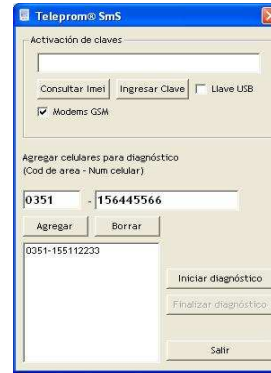 Teleprom® SmS
Activación de claves
Consultar Imei Ingresar Clave Llave USB
Modems GSM
Agregar celulares para diagnóstico
(Cod de area - Num celular)
0351 - 156445566
Agregar Borrar
0351-155112233
Iniciar diagnóstico
Finalizar diagnóstico
Salir